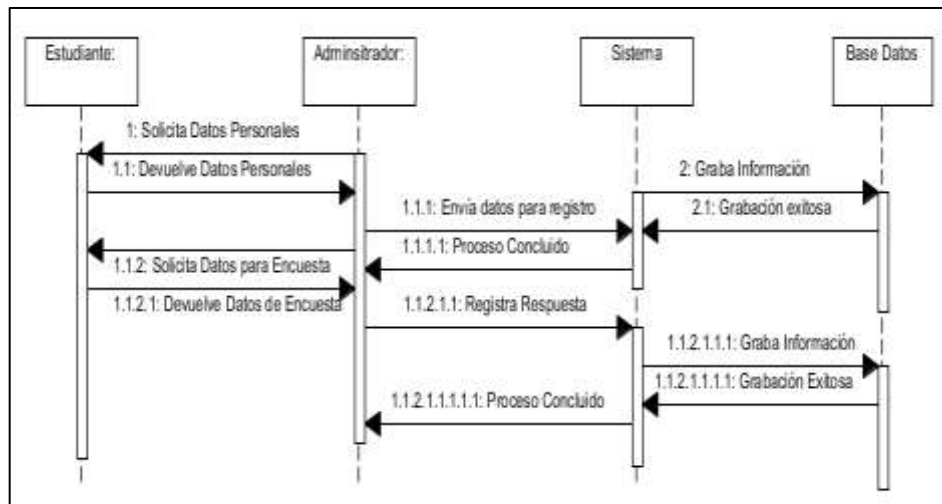 Estudiante:
Adminsitrador:
Sistema
Base Datos
1: Solicita Datos Personales
1.1: Devuelve Datos Personales
2: Graba Información
1.1.1: Envía datos para registro
2.1: Grabación exitosa
1.1.1.1: Proceso Concluido
1.1.2: Solicita Datos para Encuesta
1.1.2.1: Devuelve Datos de Encuesta
1.1.2.1.1: Registra Respuesta
1.1.2.1.1.1: Graba Información
1.1.2.1.1.1.1: Grabación Exitosa
1.1.2.1.1.1.1.1: Proceso Concluido